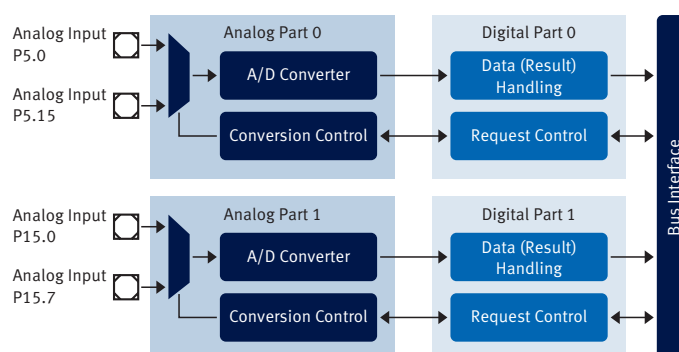 Analog Input
P5.0
Analog Input
P5.15
Analog Part 0
A/D Converter
Conversion Control
Digital Part 0
Data (Result)
Handling
Request Control
Analog Input
P15.0
Analog Input
P15.7
Analog Part 1
A/D Converter
Conversion Control
Digital Part 1
Data (Result)
Handling
Request Control
Bus Interface